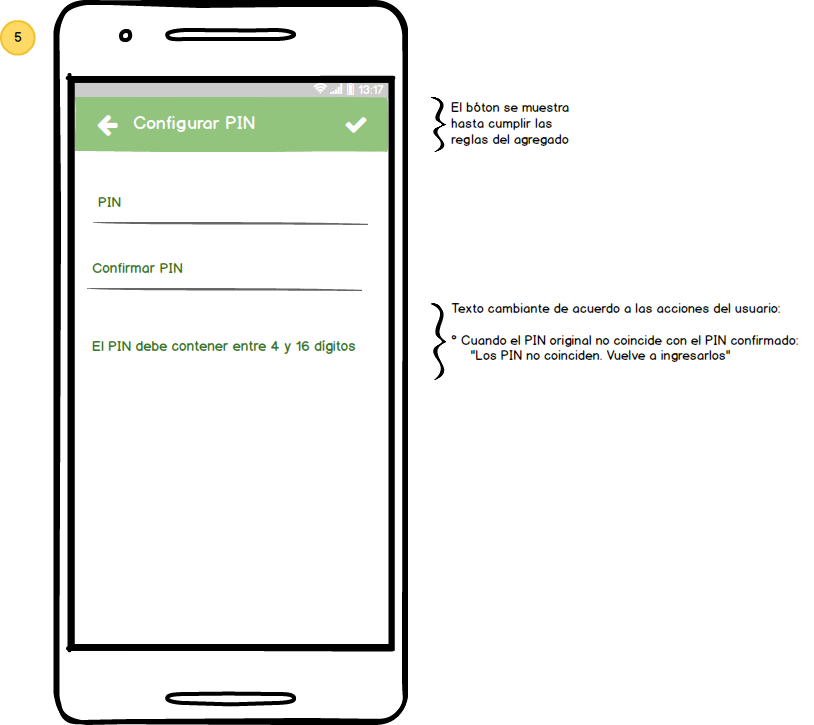 5
13:17
Configurar PIN
El bóton se muestra
hasta cumplir las
reglas del agregado
PIN
Confirmar PIN
Texto cambiante de acuerdo a las acciones del usuario:
° Cuando el PIN original no coincide con el PIN confirmado:
"Los PIN no coinciden. Vuelve a ingresarlos"
El PIN debe contener entre 4 y 16 dígitos